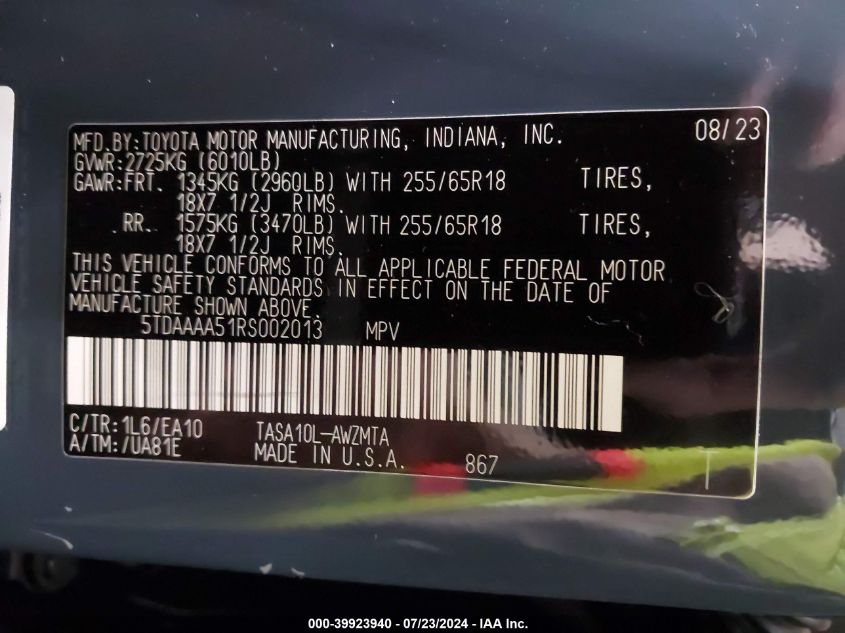 MFD.BY:TOYOTA MOTOR MANUFACTURING, INDIANA, INC. 08/23
GVWR:2725KG (6010LB)
GAWR:FRT. 1345KG (2960LB) WITH 255/65R18 TIRES,
18X7 1/2J RIMS.
RR. 1575KG (3470LB) WITH 255/65R18 TIRES,
18X7 1/2J RIMS.
THIS VEHICLE CONFORMS TO ALL APPLICABLE FEDERAL MOTOR
VEHICLE SAFETY STANDARDS IN EFFECT ON THE DATE OF
MANUFACTURE SHOWN ABOVE.
5TDAAAA51RS002013 MPV
C/TR:1L6/EA10 TASA10L-AWZMTA
A/TM:/UA81E MADE IN U.S.A. 867 T
000-39923940 - 07/23/2024 - IAA Inc.